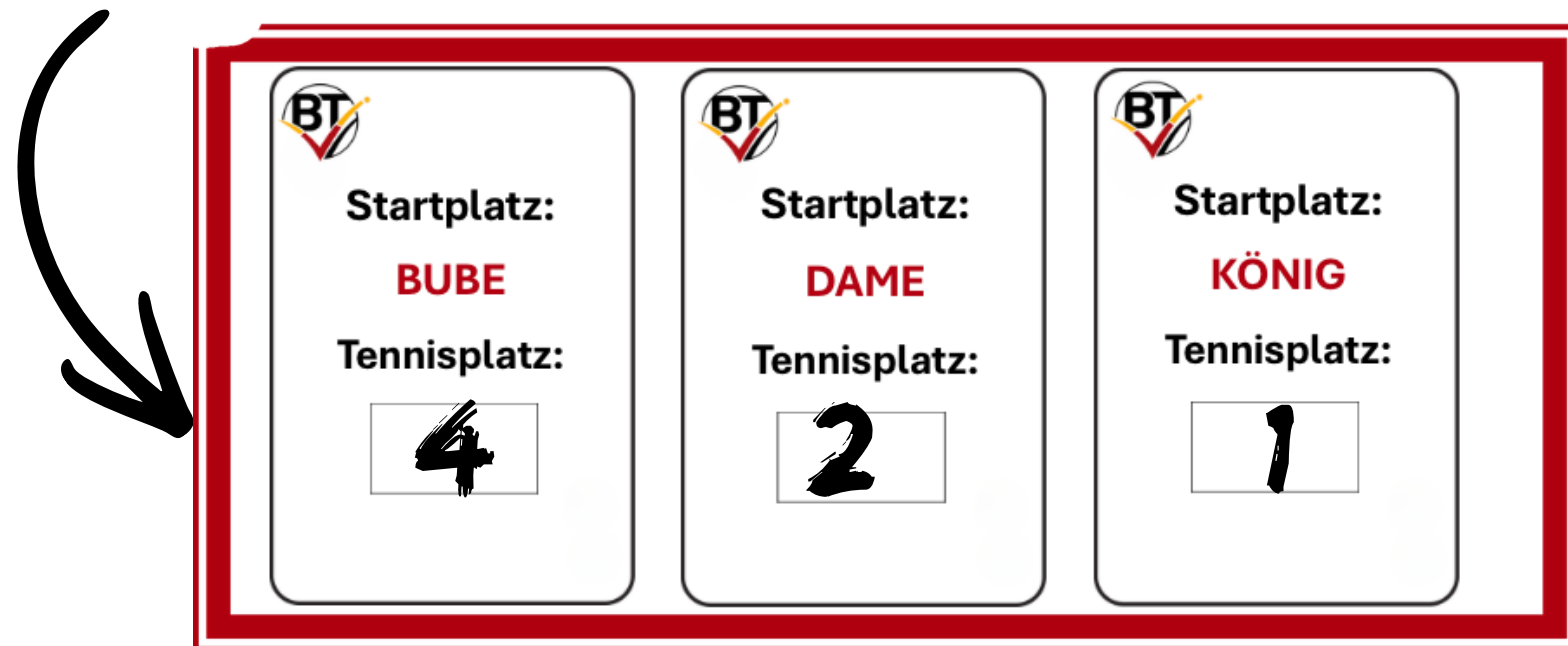 BT
Startplatz:
BUBE
Tennisplatz:
4
BT
Startplatz:
DAME
Tennisplatz:
2
BT
Startplatz:
KÖNIG
Tennisplatz:
1